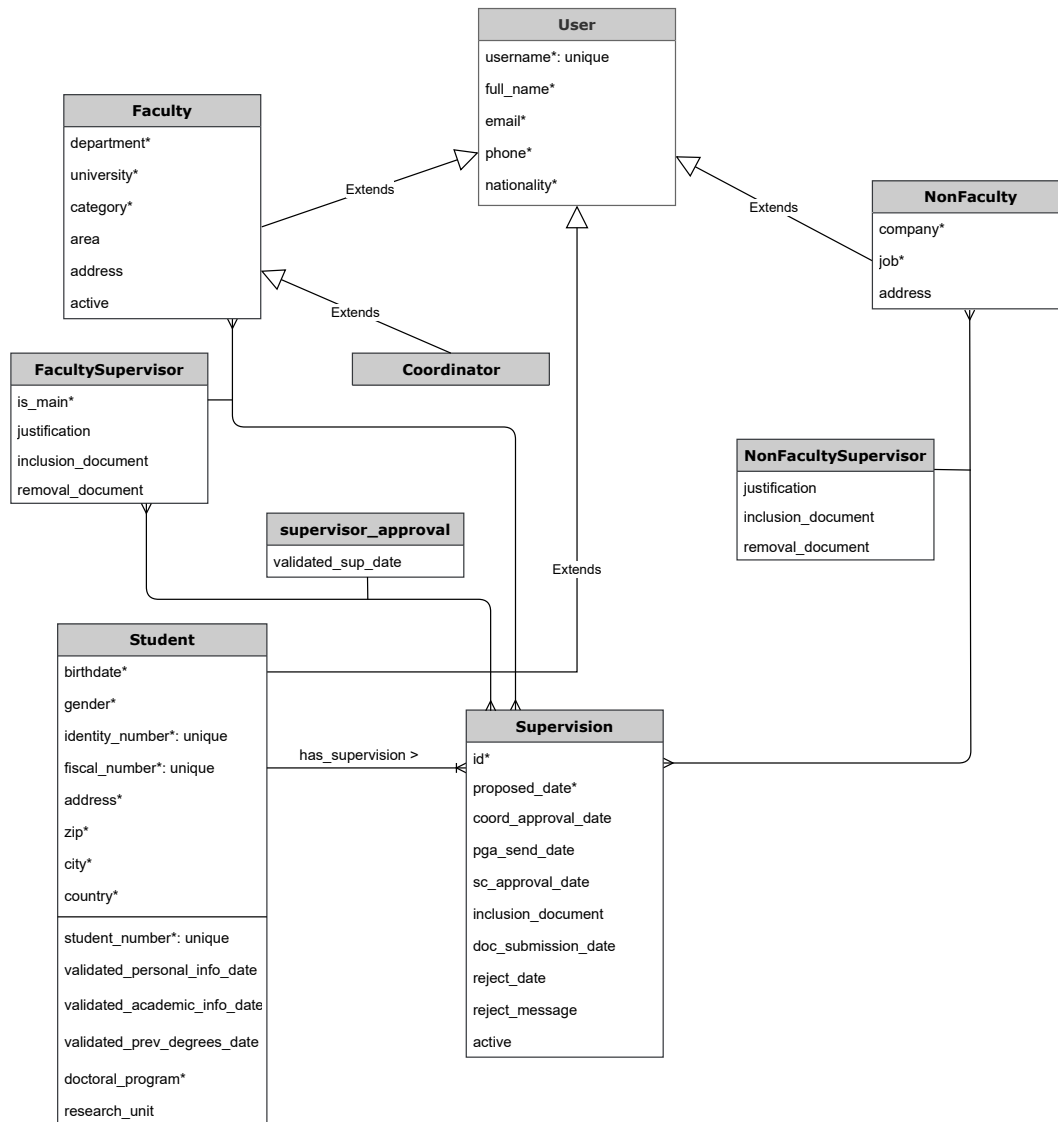 User
username*: unique
full_name*
email*
phone*
nationality*
Faculty
department*
university*
category*
area
address
active
Extends
Extends
NonFaculty
company*
job*
address
Extends
Coordinator
FacultySupervisor
is_main*
justification
inclusion_document
removal_document
NonFacultySupervisor
justification
inclusion_document
removal_document
supervisor_approval
validated_sup_date
Extends
Student
birthdate*
gender*
identity_number*: unique
fiscal_number*: unique
address*
zip*
city*
country*
student_number*: unique
validated_personal_info_date
validated_academic_info_date
validated_prev_degrees_date
doctoral_program*
research_unit
has_supervision >
Supervision
id*
proposed_date*
coord_approval_date
pga_send_date
sc_approval_date
inclusion_document
doc_submission_date
reject_date
reject_message
active